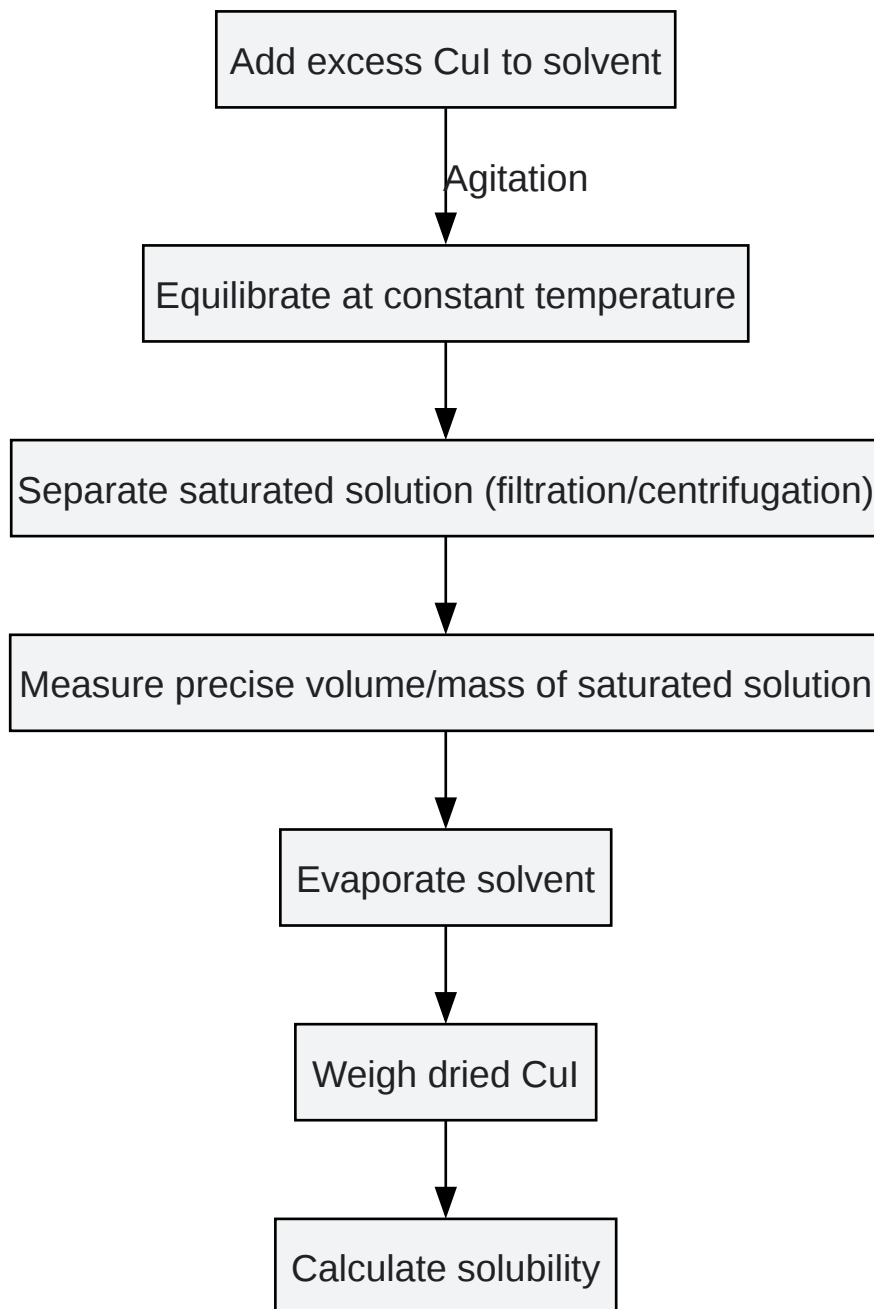 Add excess CuI to solvent
Agitation
Equilibrate at constant temperature
Separate saturated solution (filtration/centrifugation)
Measure precise volume/mass of saturated solution
Evaporate solvent
Weigh dried CuI
Calculate solubility